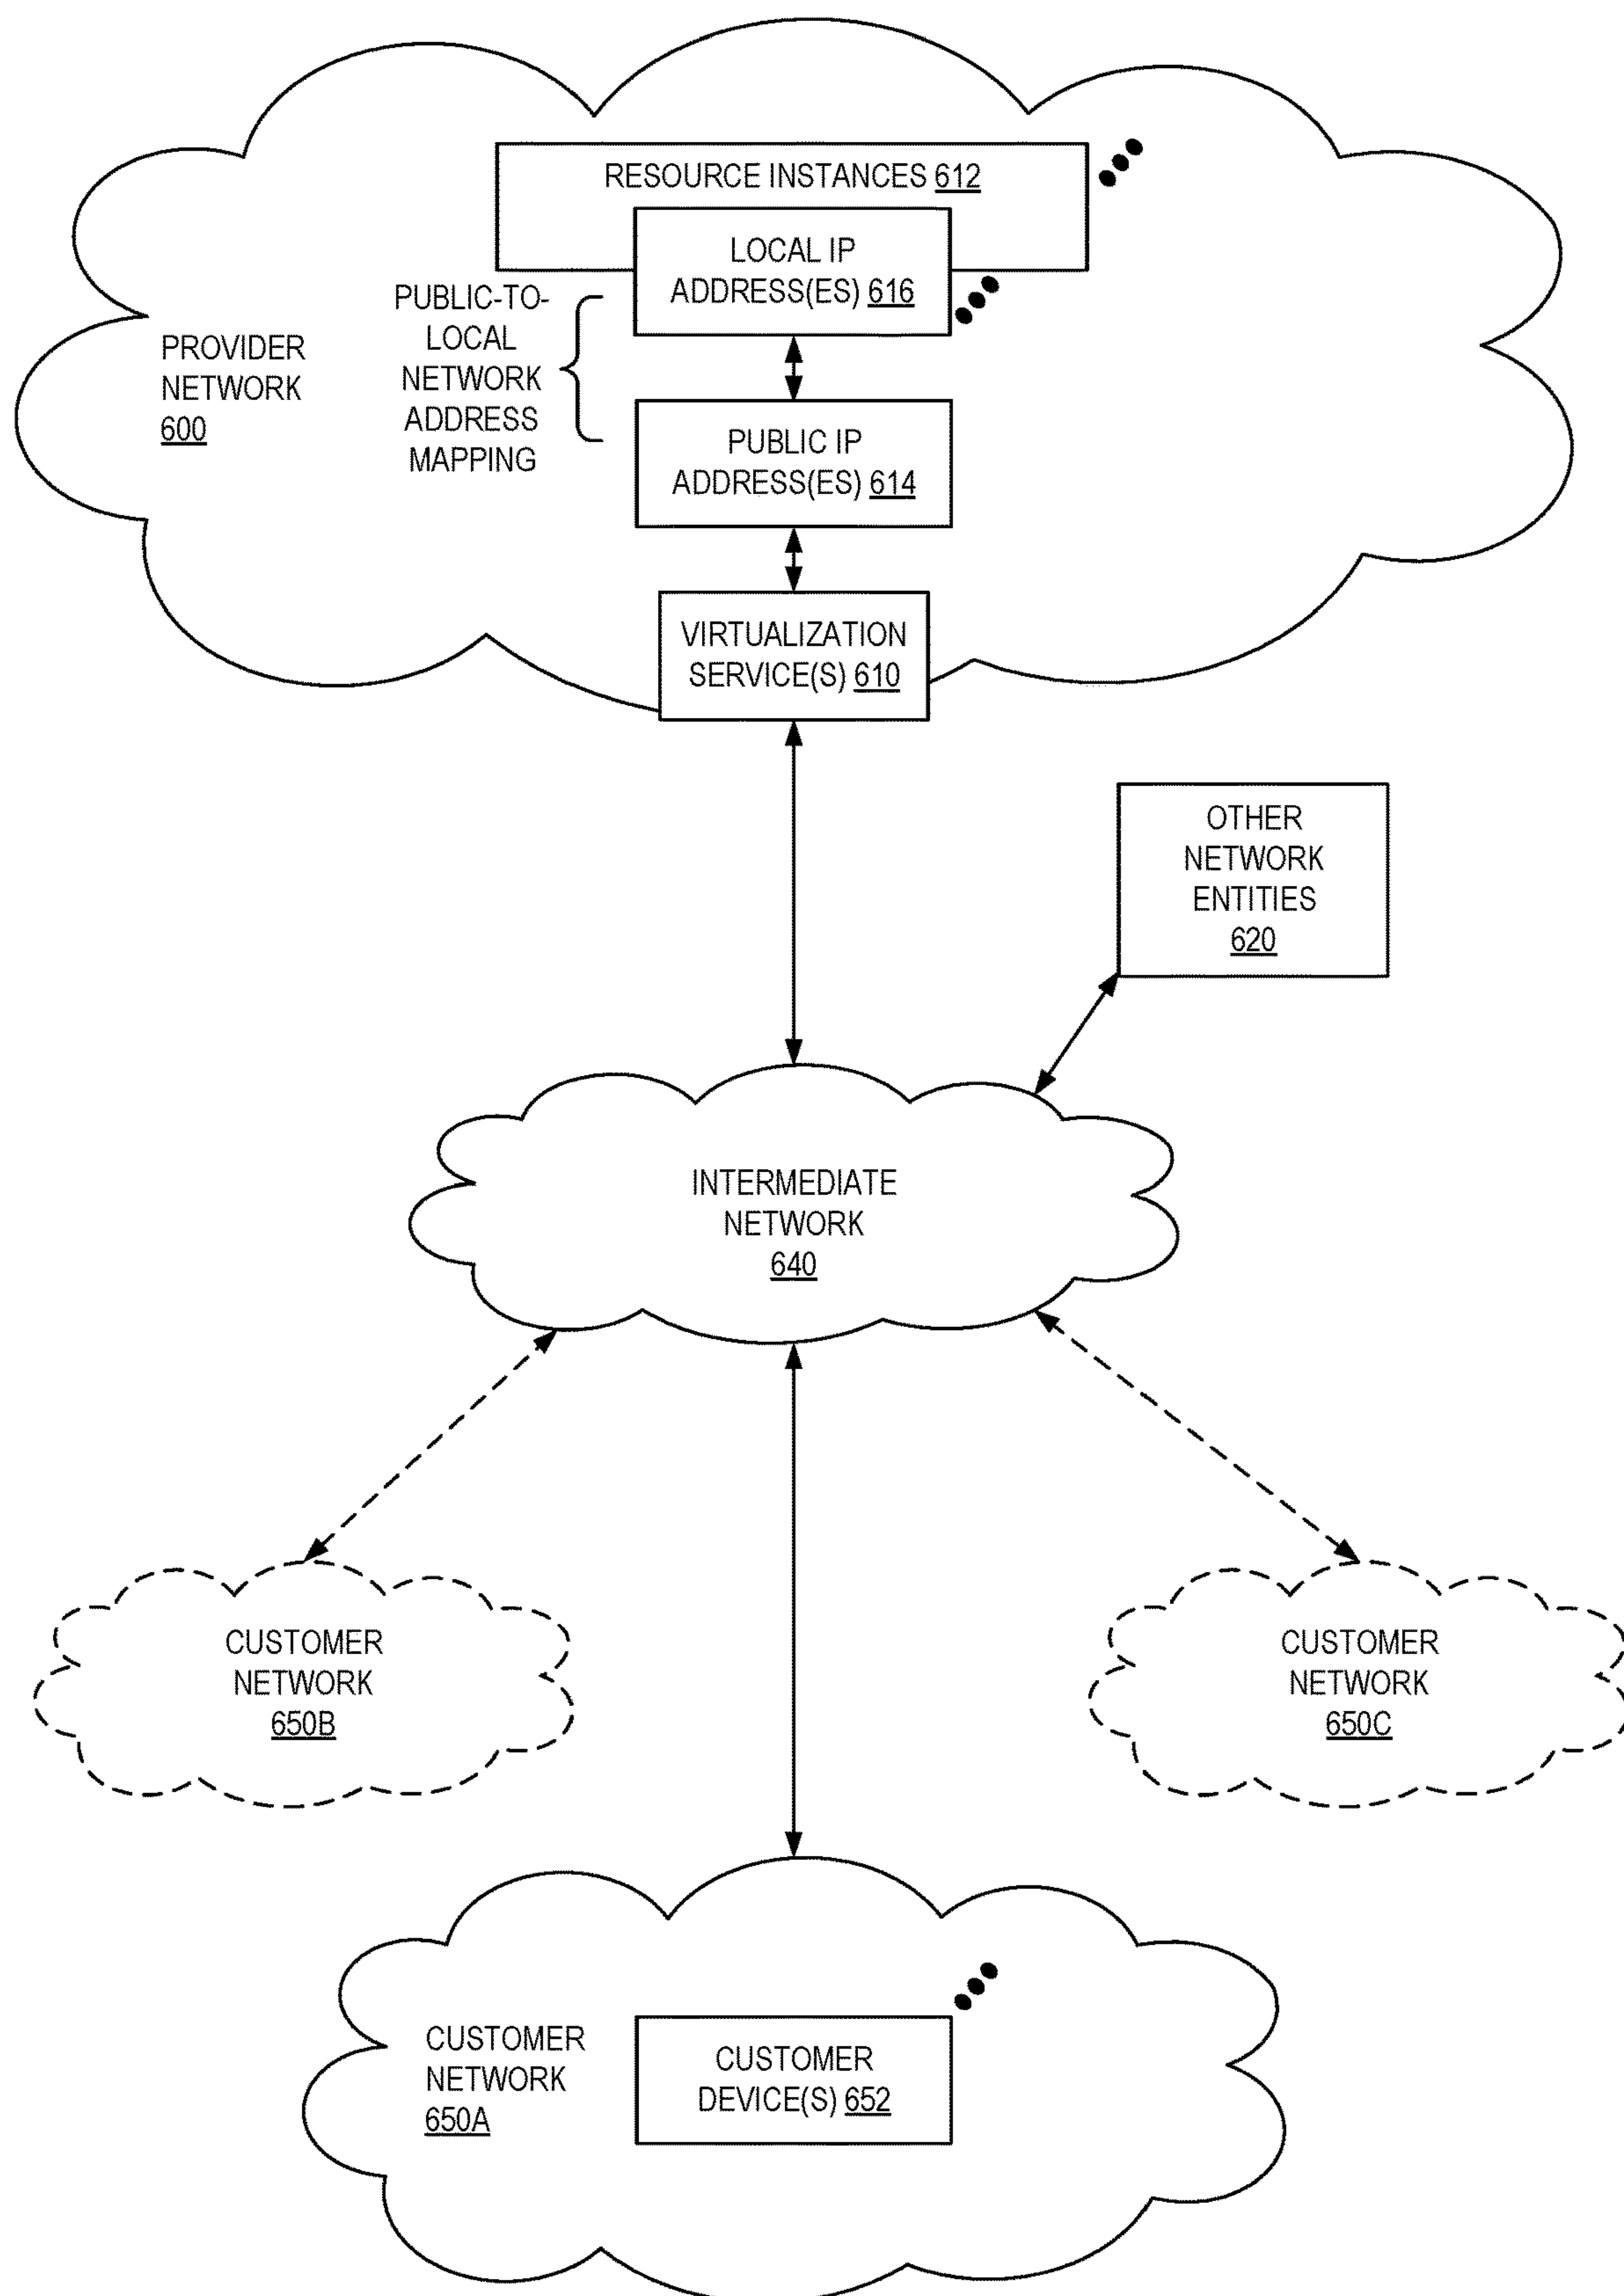 RESOURCE INSTANCES 612
LOCAL IP
ADDRESS(ES) 616
PUBLIC-TO-
LOCAL
NETWORK
ADDRESS
MAPPING
PROVIDER
NETWORK
600
PUBLIC IP
ADDRESS(ES) 614
VIRTUALIZATION
SERVICE(S) 610
OTHER
NETWORK
ENTITIES
620
INTERMEDIATE
NETWORK
640
CUSTOMER
NETWORK
650B
CUSTOMER
NETWORK
650C
CUSTOMER
NETWORK
650A
CUSTOMER
DEVICE(S) 652